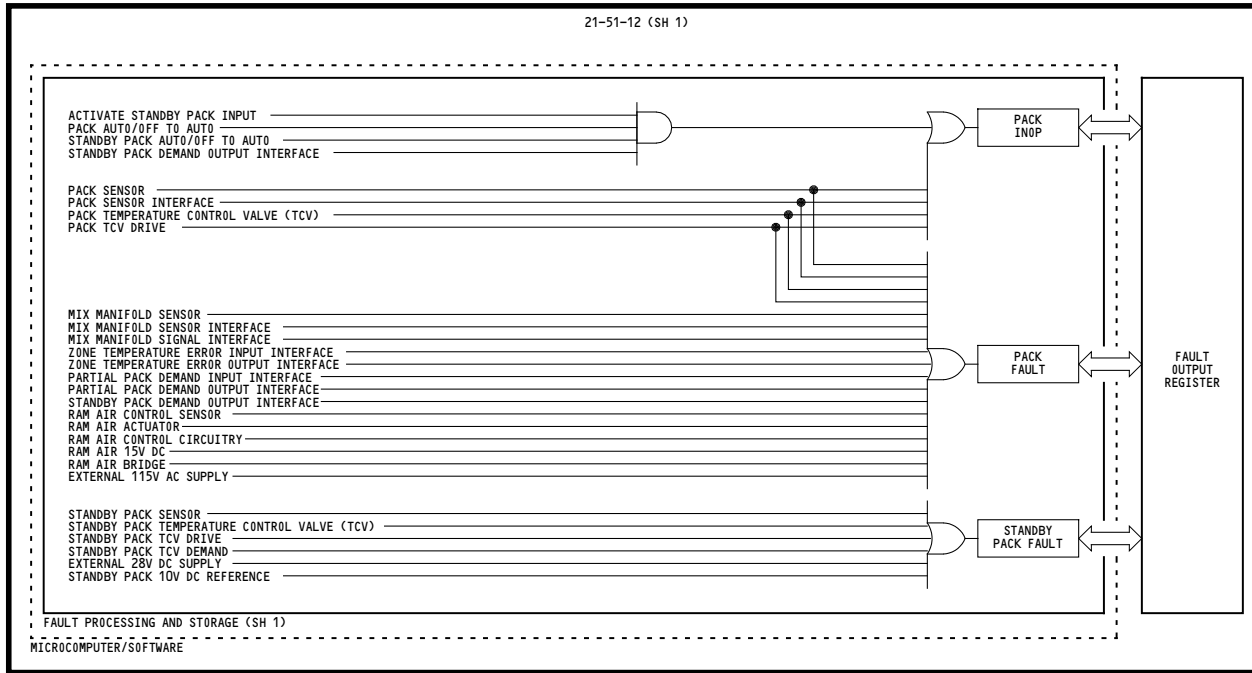 21-51-12 (SH 1)
ACTIVATE STANDBY PACK INPUT
PACK AUTO/OFF TO AUTO
STANDBY PACK AUTO/OFF TO AUTO
STANDBY PACK DEMAND OUTPUT INTERFACE
PACK
INOP
PACK SENSOR
PACK SENSOR INTERFACE
PACK TEMPERATURE CONTROL VALVE (TCV)
PACK TCV DRIVE
MIX MANIFOLD SENSOR
MIX MANIFOLD SENSOR INTERFACE
MIX MANIFOLD SIGNAL INTERFACE
ZONE TEMPERATURE ERROR INPUT INTERFACE
ZONE TEMPERATURE ERROR OUTPUT INTERFACE
PARTIAL PACK DEMAND INPUT INTERFACE
PARTIAL PACK DEMAND OUTPUT INTERFACE
STANDBY PACK DEMAND OUTPUT INTERFACE
RAM AIR CONTROL SENSOR
RAM AIR ACTUATOR
RAM AIR CONTROL CIRCUITRY
RAM AIR 15V DC
RAM AIR BRIDGE
EXTERNAL 115V AC SUPPLY
PACK
FAULT
FAULT
OUTPUT
REGISTER
STANDBY PACK SENSOR
STANDBY PACK TEMPERATURE CONTROL VALVE (TCV)
STANDBY PACK TCV DRIVE
STANDBY PACK TCV DEMAND
EXTERNAL 28V DC SUPPLY
STANDBY PACK 10V DC REFERENCE
STANDBY
PACK FAULT
FAULT PROCESSING AND STORAGE (SH 1)
MICROCOMPUTER/SOFTWARE